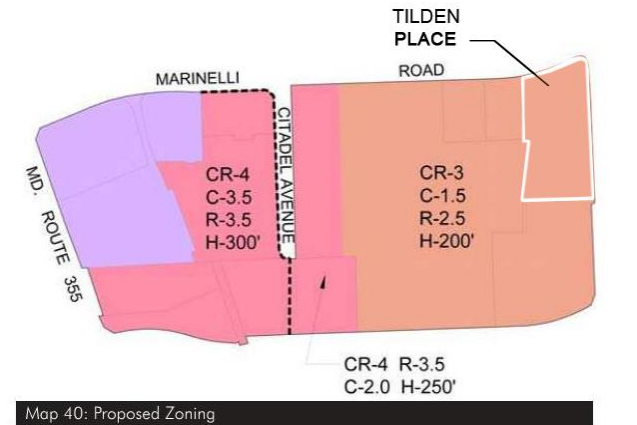 TILDEN
PLACE
MARINELLI
ROAD
CITADEL AVENUE
MD. ROUTE 355
CR-4
C-3.5
R-3.5
H-300'
CR-3
C-1.5
R-2.5
H-200'
CR-4 R-3.5
C-2.0 H-250'
Map 40: Proposed Zoning